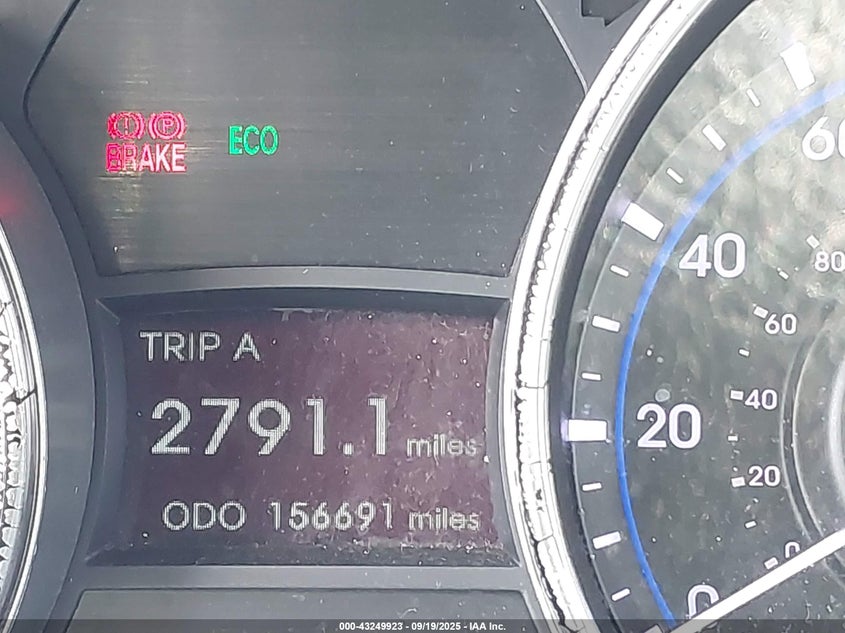 (!) (P)
BRAKE
ECO
TRIP A
2791.1 miles
ODO 156691 miles
60
40
80
60
20
40
20
0
0
000-43249923 - 09/19/2025 - IAA Inc.